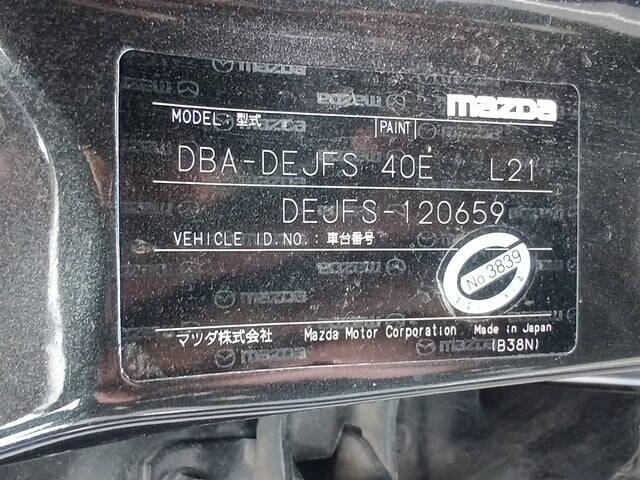 mazda
MODEL:型式 PAINT
DBA-DEJFS 40E L21
DEJFS-120659
VEHICLE ID.NO.:車台番号
No 3839
マツダ株式会社 Mazda Motor Corporation Made in Japan
(B38N)